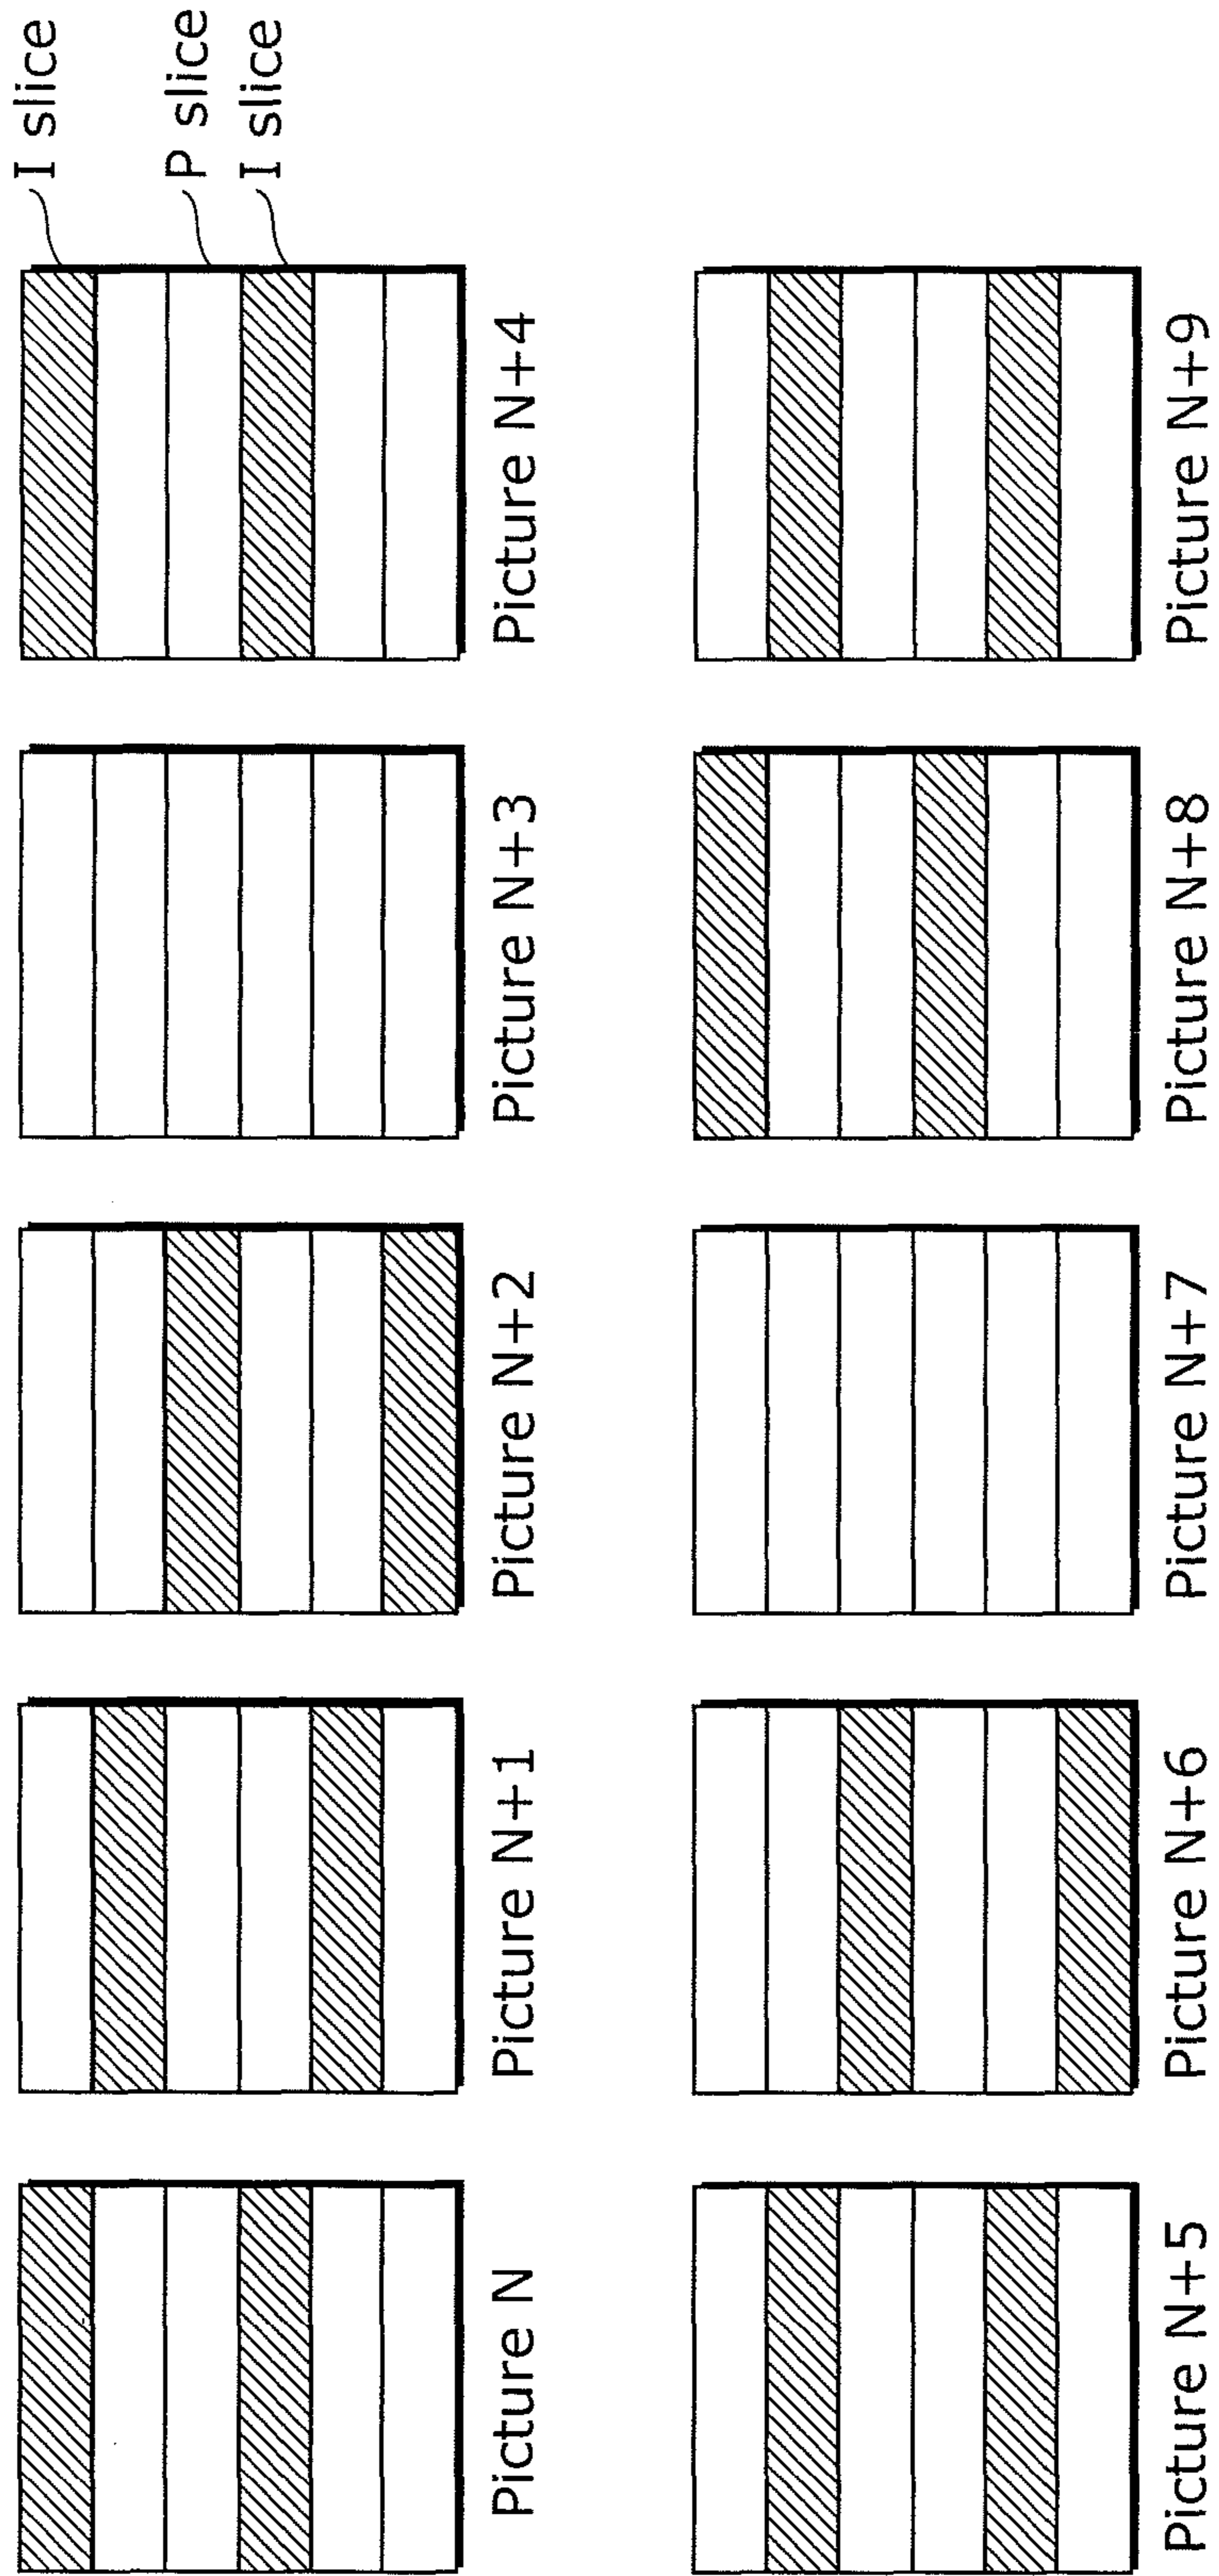 I slice
P slice
I slice
Picture N
Picture N+1
Picture N+2
Picture N+3
Picture N+4
Picture N+5
Picture N+6
Picture N+7
Picture N+8
Picture N+9